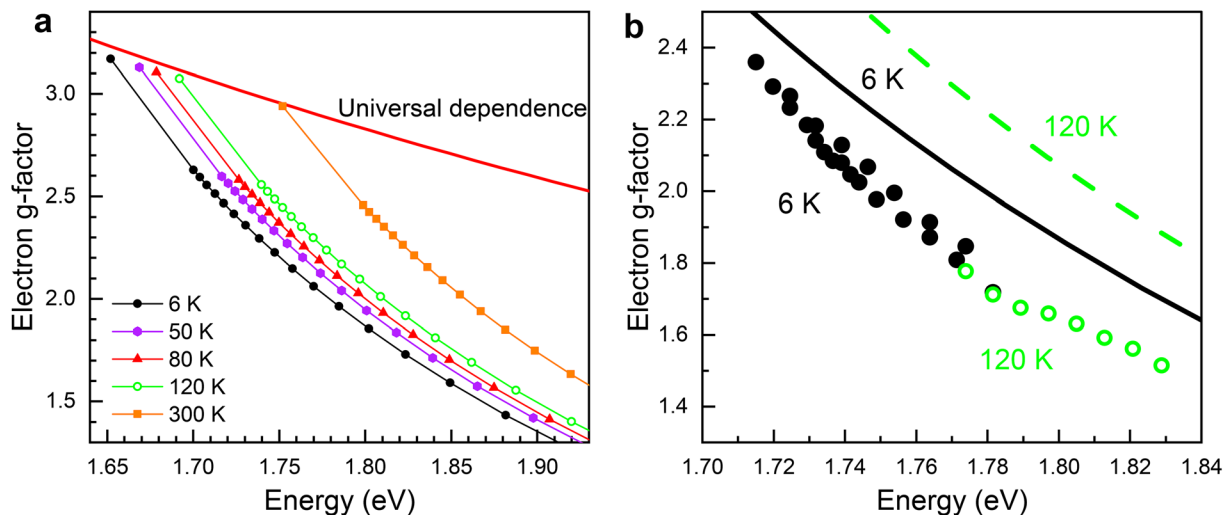 a
Electron g-factor
3.0
2.5
2.0
1.5
Universal dependence
6 K
50 K
80 K
120 K
300 K
1.65
1.70
1.75
1.80
1.85
1.90
Energy (eV)
b
Electron g-factor
2.4
2.2
2.0
1.8
1.6
1.4
6 K
120 K
6 K
120 K
1.70
1.72
1.74
1.76
1.78
1.80
1.82
1.84
Energy (eV)